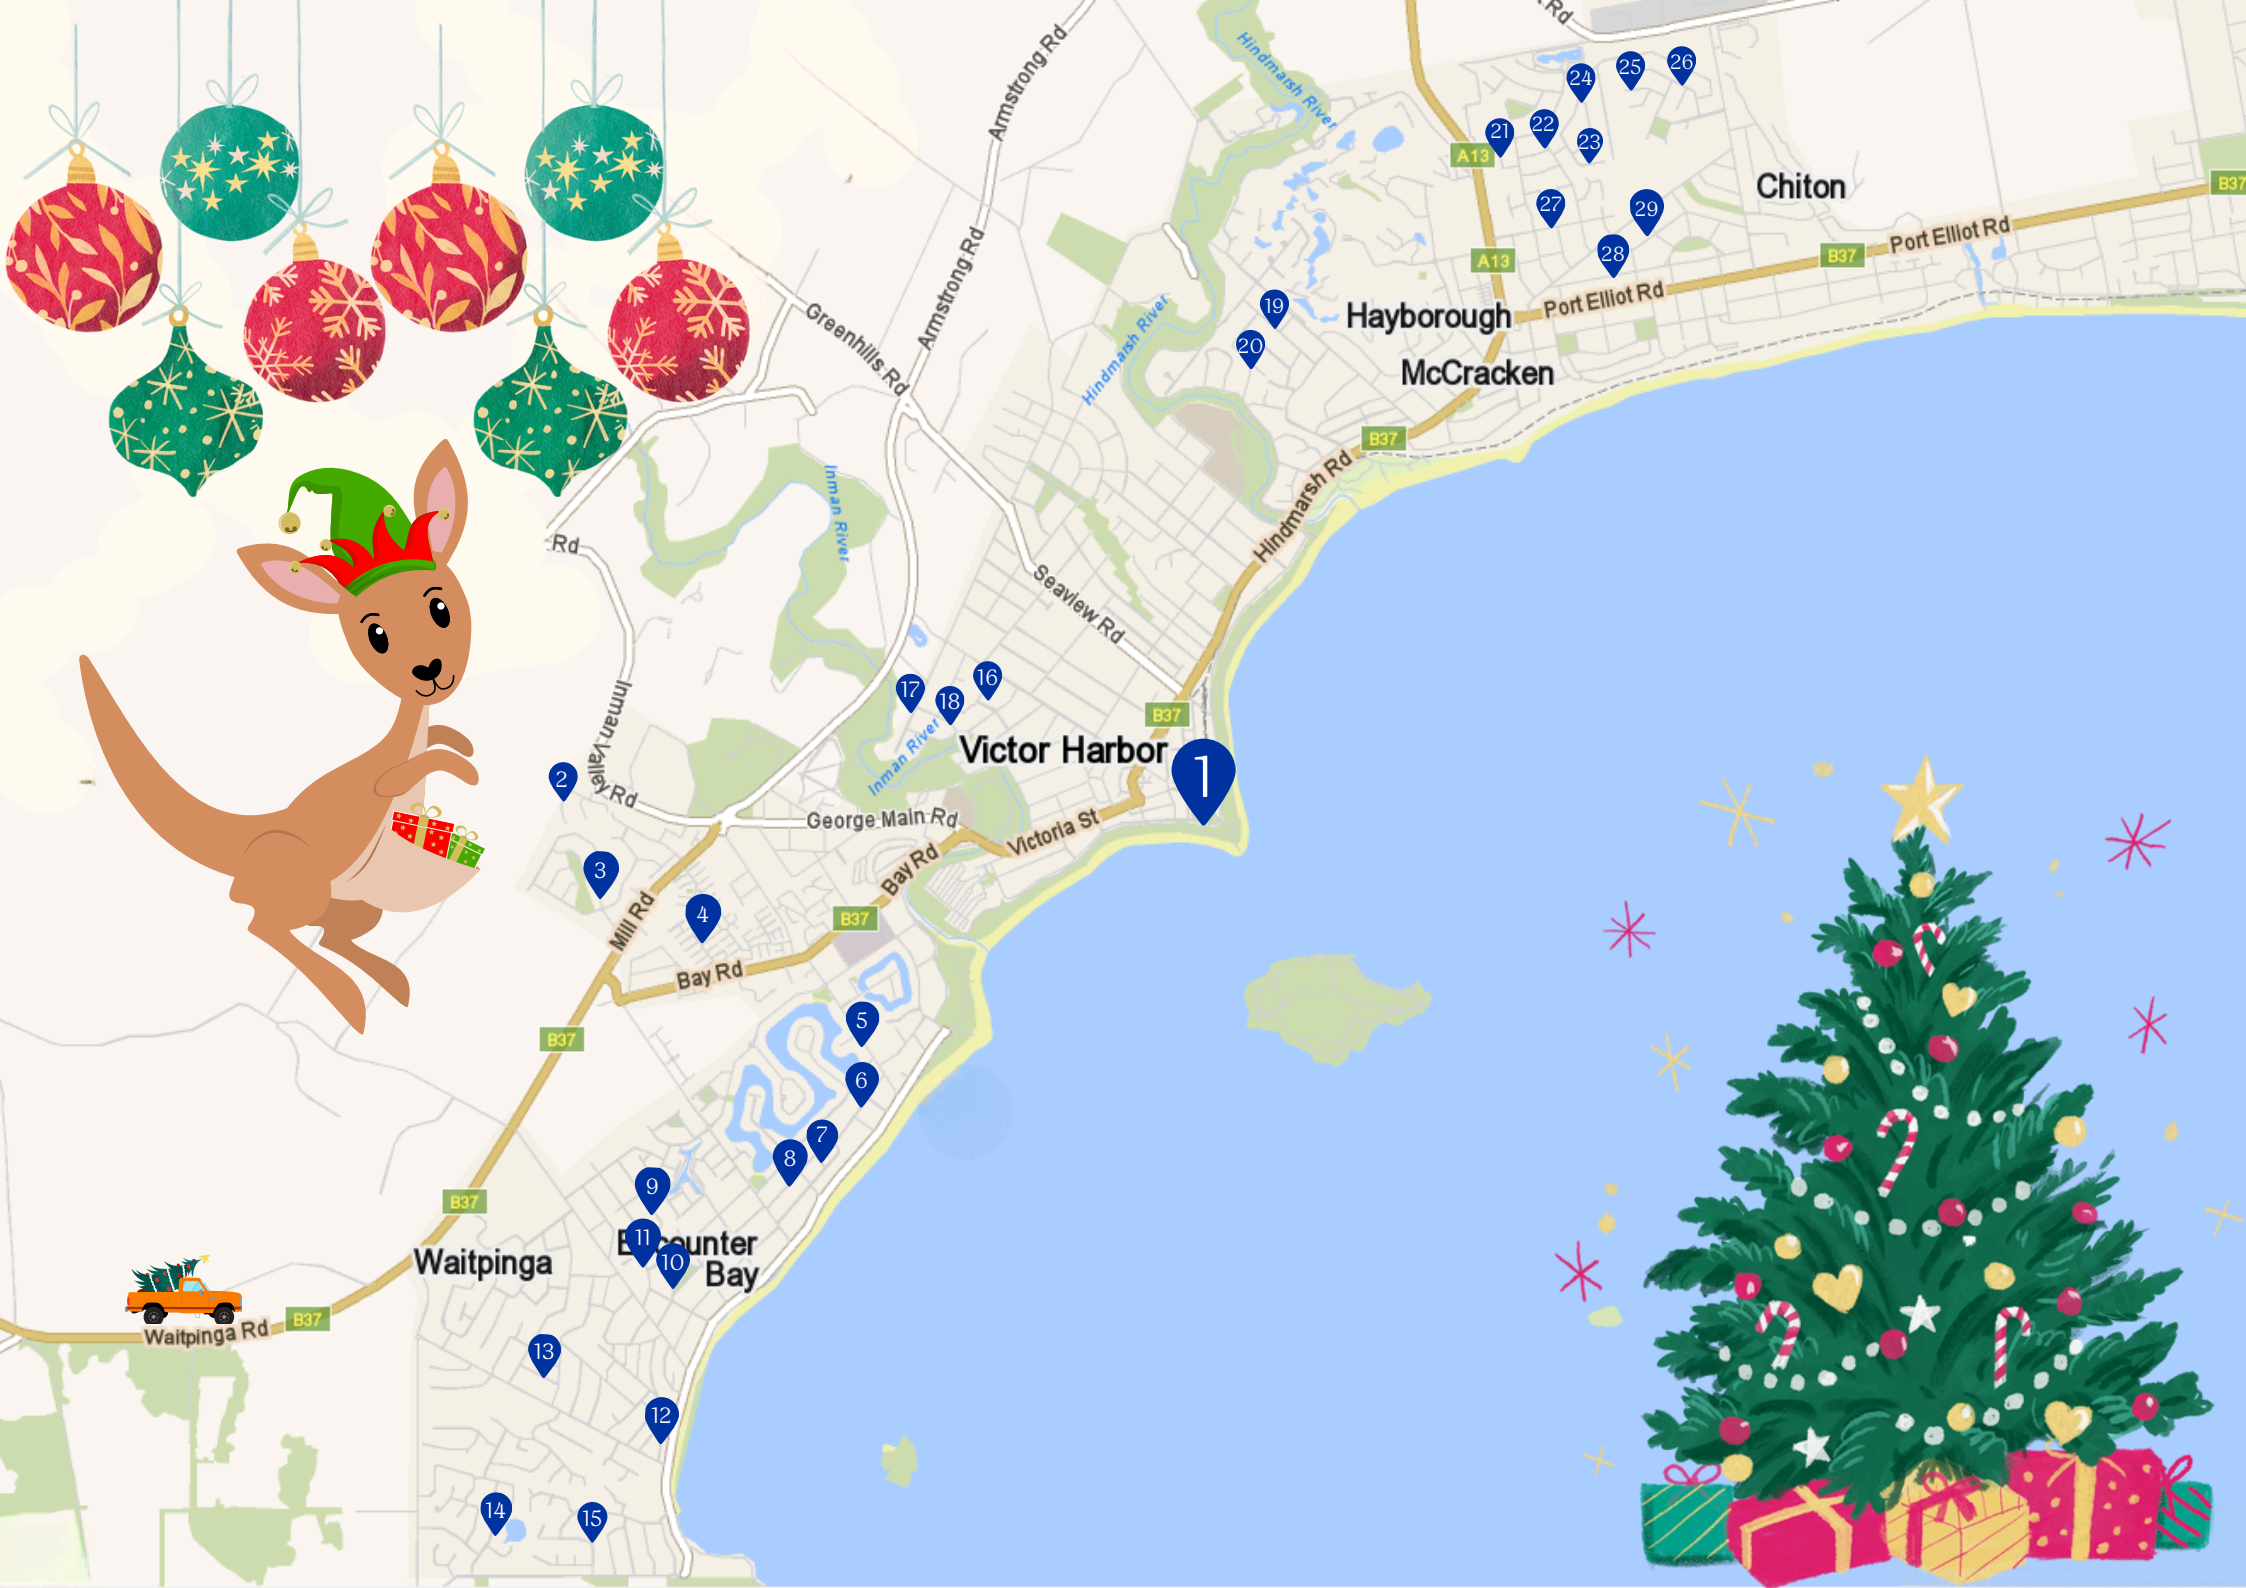 Rd
Hindmarsh River
Armstrong Rd
26
25
24
22
21
23
A13
Chiton
B37
27
29
28
Port Elliot Rd
B37
A13
Armstrong Rd
Hindmarsh River
Greenhills Rd
19
20
Hayborough
Port Elliot Rd
McCracken
B37
Hindmarsh Rd
Inman River
Rd
Seaview Rd
16
17
18
Inman River
B37
Victor Harbor
1
Inman Valley Rd
2
George Main Rd
Victoria St
Bay Rd
3
Mill Rd
4
B37
Bay Rd
5
B37
6
7
8
9
B37
11
Encounter
10
Bay
Waitpinga
B37
Waitpinga Rd
13
12
14
15